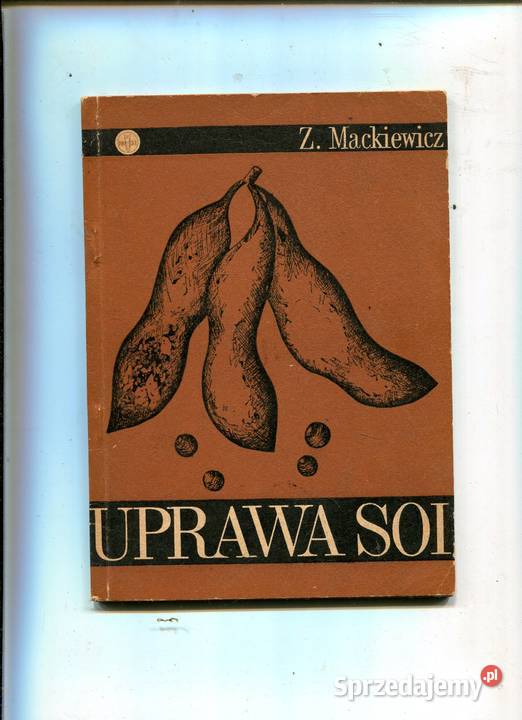 Z. Mackiewicz
UPRAWA SOI
Sprzedajemy.pl